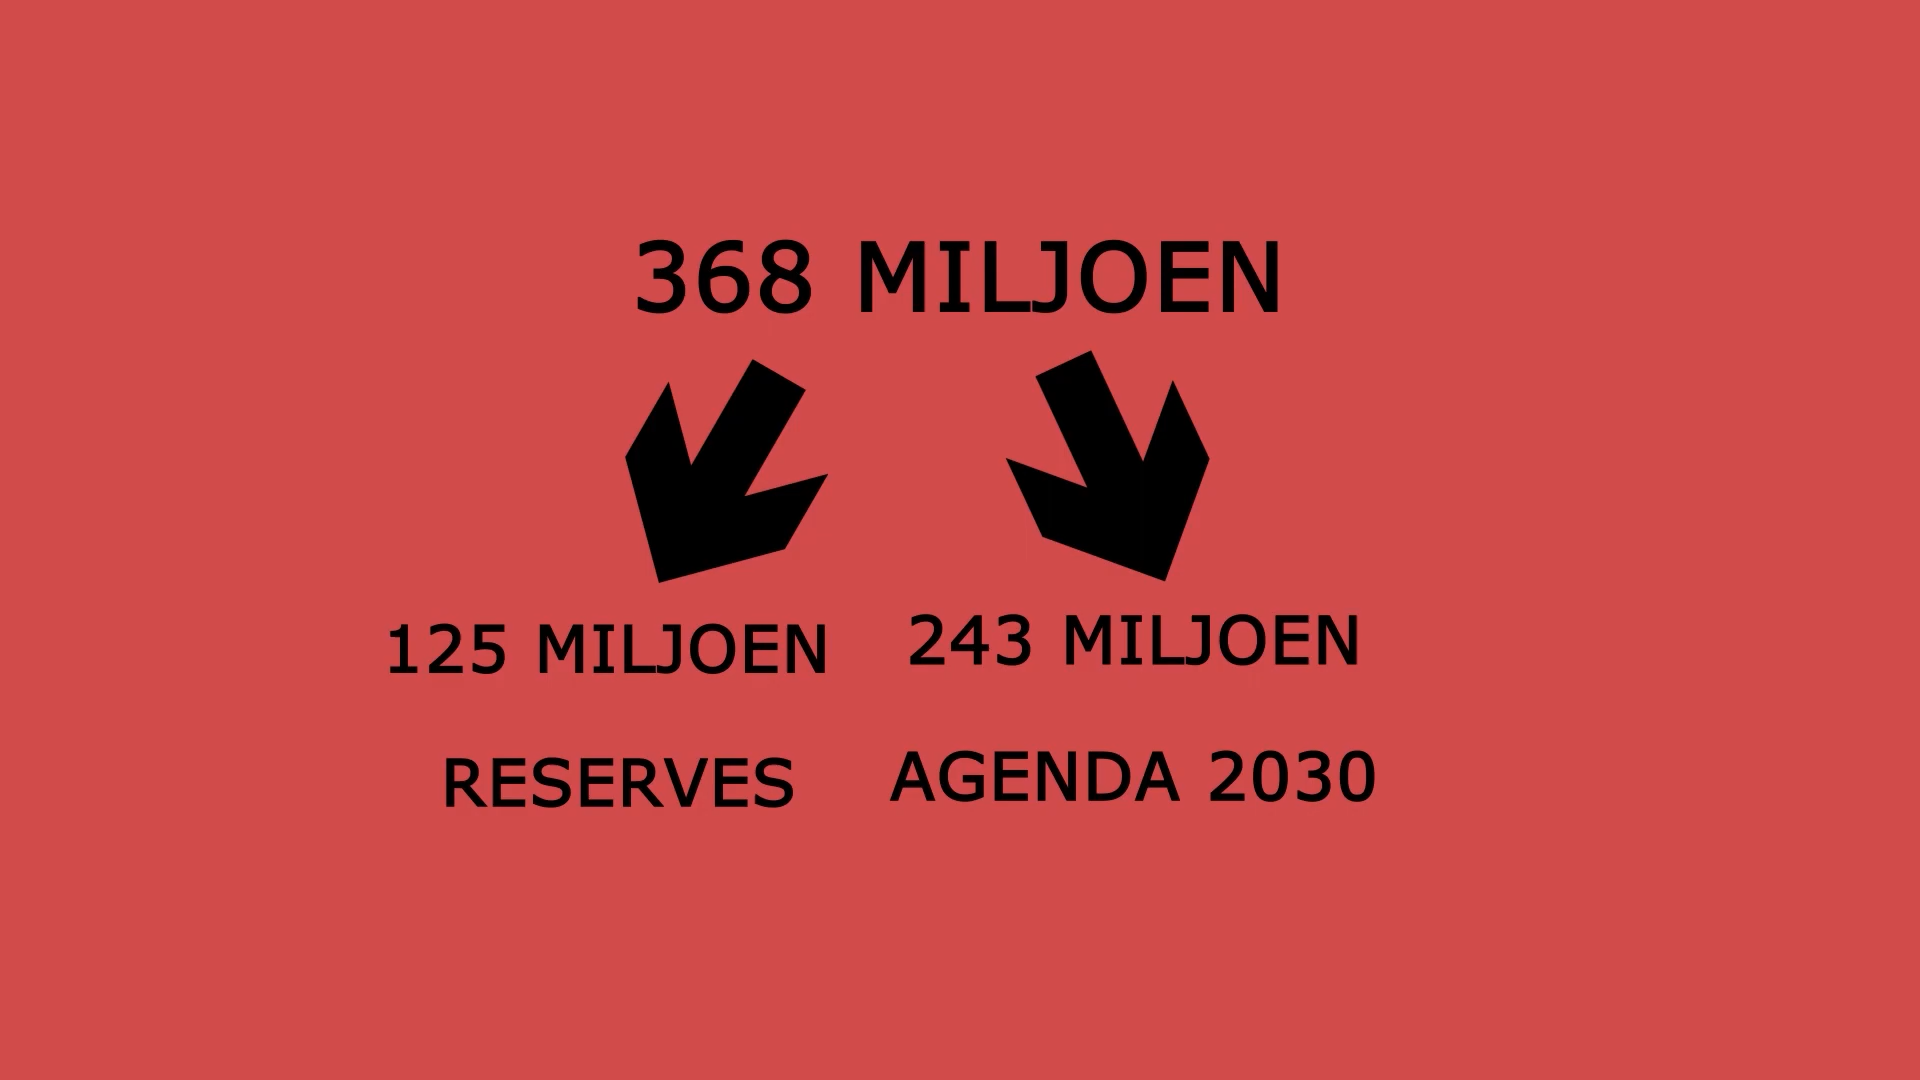 368 MILJOEN
125 MILJOEN
RESERVES
243 MILJOEN
AGENDA 2030